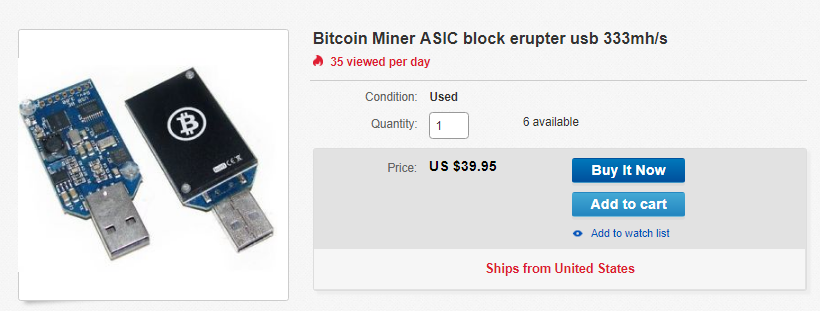 Bitcoin Miner ASIC block erupter usb 333mh/s
35 viewed per day
Condition: Used
Quantity: 1 6 available
Price: US $39.95
Buy It Now
Add to cart
Add to watch list
Ships from United States